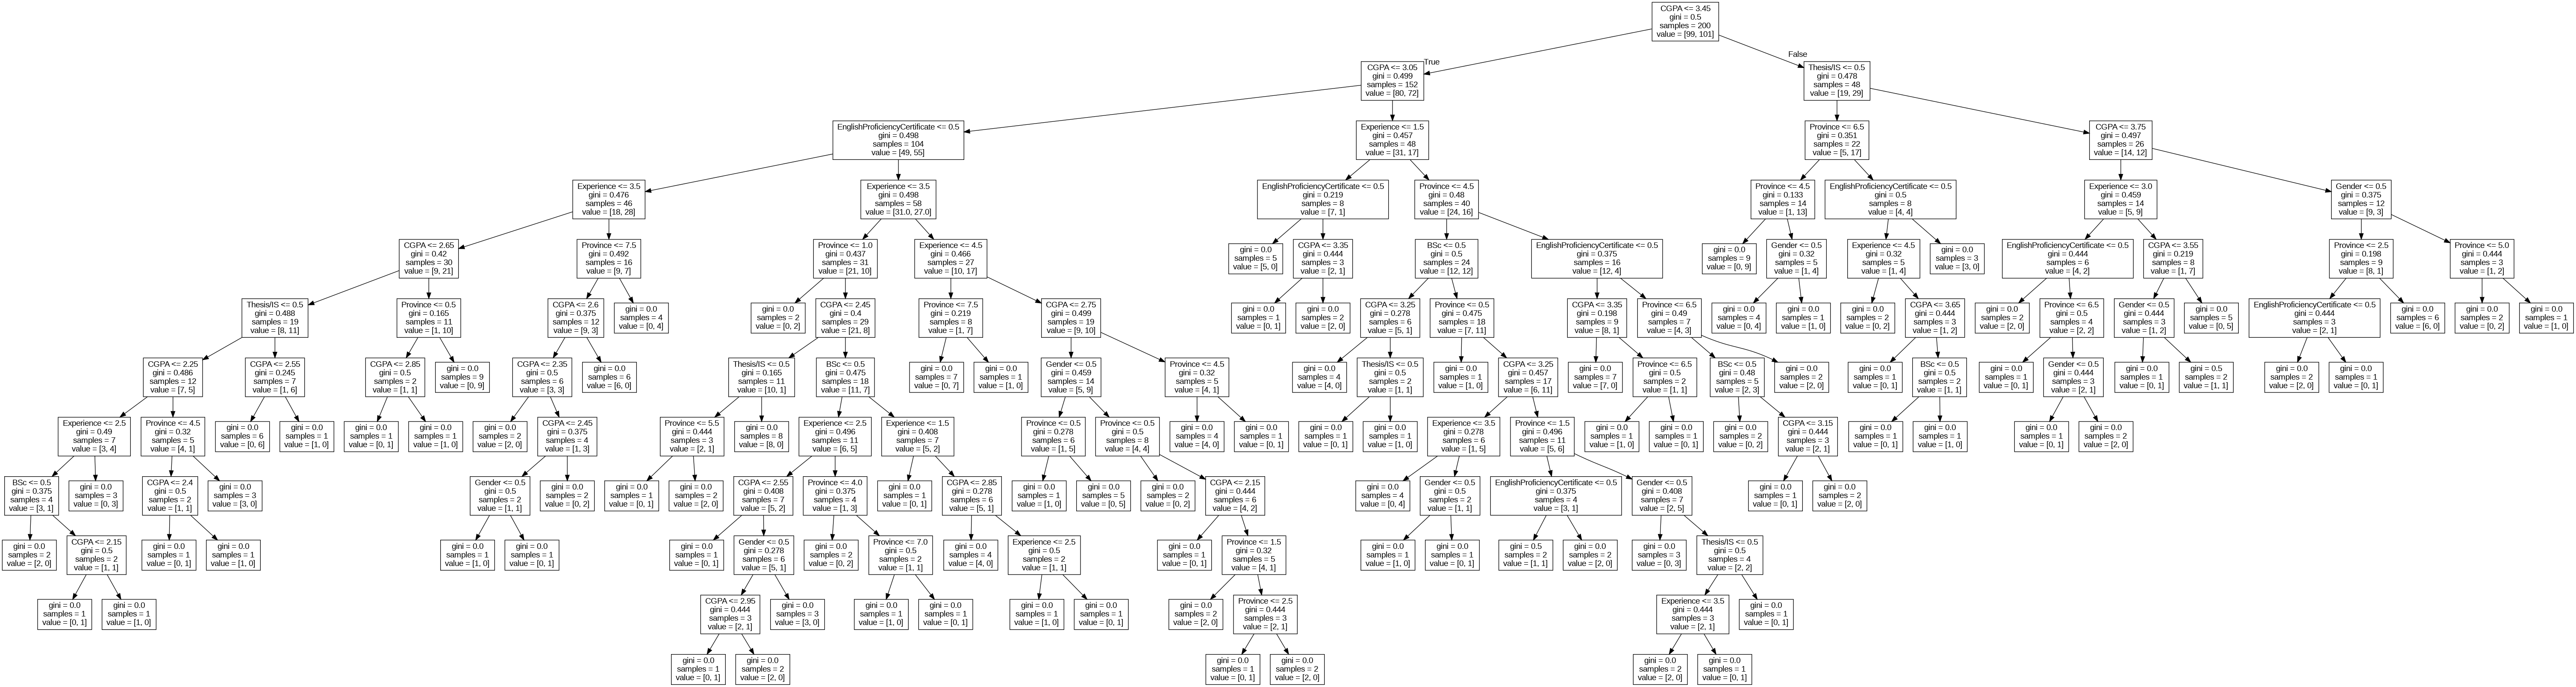 CGPA <= 3.45
gini = 0.5
samples = 200
value = [99, 101]
True
False
CGPA <= 3.05
gini = 0.499
samples = 152
value = [80, 72]
Thesis/IS <= 0.5
gini = 0.478
samples = 48
value = [19, 29]
EnglishProficiencyCertificate <= 0.5
gini = 0.498
samples = 104
value = [49, 55]
Experience <= 1.5
gini = 0.457
samples = 48
value = [31, 17]
Province <= 6.5
gini = 0.351
samples = 22
value = [5, 17]
CGPA <= 3.75
gini = 0.497
samples = 26
value = [14, 12]
Experience <= 3.5
gini = 0.476
samples = 46
value = [18, 28]
Experience <= 3.5
gini = 0.498
samples = 58
value = [31.0, 27.0]
EnglishProficiencyCertificate <= 0.5
gini = 0.219
samples = 8
value = [7, 1]
Province <= 4.5
gini = 0.48
samples = 40
value = [24, 16]
Province <= 4.5
gini = 0.133
samples = 14
value = [1, 13]
EnglishProficiencyCertificate <= 0.5
gini = 0.5
samples = 8
value = [4, 4]
Experience <= 3.0
gini = 0.459
samples = 14
value = [5, 9]
Gender <= 0.5
gini = 0.375
samples = 12
value = [9, 3]
CGPA <= 2.65
gini = 0.42
samples = 30
value = [9, 21]
Province <= 7.5
gini = 0.492
samples = 16
value = [9, 7]
Province <= 1.0
gini = 0.437
samples = 31
value = [21, 10]
Experience <= 4.5
gini = 0.466
samples = 27
value = [10, 17]
gini = 0.0
samples = 5
value = [5, 0]
CGPA <= 3.35
gini = 0.444
samples = 3
value = [2, 1]
BSc <= 0.5
gini = 0.5
samples = 24
value = [12, 12]
EnglishProficiencyCertificate <= 0.5
gini = 0.375
samples = 16
value = [12, 4]
gini = 0.0
samples = 9
value = [0, 9]
Gender <= 0.5
gini = 0.32
samples = 5
value = [1, 4]
Experience <= 4.5
gini = 0.32
samples = 5
value = [1, 4]
gini = 0.0
samples = 3
value = [3, 0]
EnglishProficiencyCertificate <= 0.5
gini = 0.444
samples = 6
value = [4, 2]
CGPA <= 3.55
gini = 0.219
samples = 8
value = [1, 7]
Province <= 2.5
gini = 0.198
samples = 9
value = [8, 1]
Province <= 5.0
gini = 0.444
samples = 3
value = [1, 2]
Thesis/IS <= 0.5
gini = 0.488
samples = 19
value = [8, 11]
Province <= 0.5
gini = 0.165
samples = 11
value = [1, 10]
CGPA <= 2.6
gini = 0.375
samples = 12
value = [9, 3]
gini = 0.0
samples = 4
value = [0, 4]
gini = 0.0
samples = 2
value = [0, 2]
CGPA <= 2.45
gini = 0.4
samples = 29
value = [21, 8]
Province <= 7.5
gini = 0.219
samples = 8
value = [1, 7]
CGPA <= 2.75
gini = 0.499
samples = 19
value = [9, 10]
gini = 0.0
samples = 1
value = [0, 1]
gini = 0.0
samples = 2
value = [2, 0]
CGPA <= 3.25
gini = 0.278
samples = 6
value = [5, 1]
Province <= 0.5
gini = 0.475
samples = 18
value = [7, 11]
CGPA <= 3.35
gini = 0.198
samples = 9
value = [8, 1]
Province <= 6.5
gini = 0.49
samples = 7
value = [4, 3]
gini = 0.0
samples = 4
value = [0, 4]
gini = 0.0
samples = 1
value = [1, 0]
gini = 0.0
samples = 2
value = [0, 2]
CGPA <= 3.65
gini = 0.444
samples = 3
value = [1, 2]
gini = 0.0
samples = 2
value = [2, 0]
Province <= 6.5
gini = 0.5
samples = 4
value = [2, 2]
Gender <= 0.5
gini = 0.444
samples = 3
value = [1, 2]
gini = 0.0
samples = 5
value = [0, 5]
EnglishProficiencyCertificate <= 0.5
gini = 0.444
samples = 3
value = [2, 1]
gini = 0.0
samples = 6
value = [6, 0]
gini = 0.0
samples = 2
value = [0, 2]
gini = 0.0
samples = 1
value = [1, 0]
CGPA <= 2.25
gini = 0.486
samples = 12
value = [7, 5]
CGPA <= 2.55
gini = 0.245
samples = 7
value = [1, 6]
CGPA <= 2.85
gini = 0.5
samples = 2
value = [1, 1]
gini = 0.0
samples = 9
value = [0, 9]
CGPA <= 2.35
gini = 0.5
samples = 6
value = [3, 3]
gini = 0.0
samples = 6
value = [6, 0]
Thesis/IS <= 0.5
gini = 0.165
samples = 11
value = [10, 1]
BSc <= 0.5
gini = 0.475
samples = 18
value = [11, 7]
gini = 0.0
samples = 7
value = [0, 7]
gini = 0.0
samples = 1
value = [1, 0]
Gender <= 0.5
gini = 0.459
samples = 14
value = [5, 9]
Province <= 4.5
gini = 0.32
samples = 5
value = [4, 1]
gini = 0.0
samples = 4
value = [4, 0]
Thesis/IS <= 0.5
gini = 0.5
samples = 2
value = [1, 1]
gini = 0.0
samples = 1
value = [1, 0]
CGPA <= 3.25
gini = 0.457
samples = 17
value = [6, 11]
gini = 0.0
samples = 7
value = [7, 0]
Province <= 6.5
gini = 0.5
samples = 2
value = [1, 1]
BSc <= 0.5
gini = 0.48
samples = 5
value = [2, 3]
gini = 0.0
samples = 2
value = [2, 0]
gini = 0.0
samples = 1
value = [0, 1]
BSc <= 0.5
gini = 0.5
samples = 2
value = [1, 1]
gini = 0.0
samples = 1
value = [0, 1]
Gender <= 0.5
gini = 0.444
samples = 3
value = [2, 1]
gini = 0.0
samples = 1
value = [0, 1]
gini = 0.5
samples = 2
value = [1, 1]
gini = 0.0
samples = 2
value = [2, 0]
gini = 0.0
samples = 1
value = [0, 1]
Experience <= 2.5
gini = 0.49
samples = 7
value = [3, 4]
Province <= 4.5
gini = 0.32
samples = 5
value = [4, 1]
gini = 0.0
samples = 6
value = [0, 6]
gini = 0.0
samples = 1
value = [1, 0]
gini = 0.0
samples = 1
value = [0, 1]
gini = 0.0
samples = 1
value = [1, 0]
gini = 0.0
samples = 2
value = [2, 0]
CGPA <= 2.45
gini = 0.375
samples = 4
value = [1, 3]
Province <= 5.5
gini = 0.444
samples = 3
value = [2, 1]
gini = 0.0
samples = 8
value = [8, 0]
Experience <= 2.5
gini = 0.496
samples = 11
value = [6, 5]
Experience <= 1.5
gini = 0.408
samples = 7
value = [5, 2]
Province <= 0.5
gini = 0.278
samples = 6
value = [1, 5]
Province <= 0.5
gini = 0.5
samples = 8
value = [4, 4]
gini = 0.0
samples = 4
value = [4, 0]
gini = 0.0
samples = 1
value = [0, 1]
gini = 0.0
samples = 1
value = [0, 1]
gini = 0.0
samples = 1
value = [1, 0]
Experience <= 3.5
gini = 0.278
samples = 6
value = [1, 5]
Province <= 1.5
gini = 0.496
samples = 11
value = [5, 6]
gini = 0.0
samples = 1
value = [1, 0]
gini = 0.0
samples = 1
value = [0, 1]
gini = 0.0
samples = 2
value = [0, 2]
CGPA <= 3.15
gini = 0.444
samples = 3
value = [2, 1]
gini = 0.0
samples = 1
value = [0, 1]
gini = 0.0
samples = 1
value = [1, 0]
gini = 0.0
samples = 1
value = [0, 1]
gini = 0.0
samples = 2
value = [2, 0]
BSc <= 0.5
gini = 0.375
samples = 4
value = [3, 1]
gini = 0.0
samples = 3
value = [0, 3]
CGPA <= 2.4
gini = 0.5
samples = 2
value = [1, 1]
gini = 0.0
samples = 3
value = [3, 0]
Gender <= 0.5
gini = 0.5
samples = 2
value = [1, 1]
gini = 0.0
samples = 2
value = [0, 2]
gini = 0.0
samples = 1
value = [0, 1]
gini = 0.0
samples = 2
value = [2, 0]
CGPA <= 2.55
gini = 0.408
samples = 7
value = [5, 2]
Province <= 4.0
gini = 0.375
samples = 4
value = [1, 3]
gini = 0.0
samples = 1
value = [0, 1]
CGPA <= 2.85
gini = 0.278
samples = 6
value = [5, 1]
gini = 0.0
samples = 1
value = [1, 0]
gini = 0.0
samples = 5
value = [0, 5]
gini = 0.0
samples = 2
value = [0, 2]
CGPA <= 2.15
gini = 0.444
samples = 6
value = [4, 2]
gini = 0.0
samples = 4
value = [0, 4]
Gender <= 0.5
gini = 0.5
samples = 2
value = [1, 1]
EnglishProficiencyCertificate <= 0.5
gini = 0.375
samples = 4
value = [3, 1]
Gender <= 0.5
gini = 0.408
samples = 7
value = [2, 5]
gini = 0.0
samples = 1
value = [0, 1]
gini = 0.0
samples = 2
value = [2, 0]
gini = 0.0
samples = 2
value = [2, 0]
CGPA <= 2.15
gini = 0.5
samples = 2
value = [1, 1]
gini = 0.0
samples = 1
value = [0, 1]
gini = 0.0
samples = 1
value = [1, 0]
gini = 0.0
samples = 1
value = [1, 0]
gini = 0.0
samples = 1
value = [0, 1]
gini = 0.0
samples = 1
value = [0, 1]
Gender <= 0.5
gini = 0.278
samples = 6
value = [5, 1]
gini = 0.0
samples = 2
value = [0, 2]
Province <= 7.0
gini = 0.5
samples = 2
value = [1, 1]
gini = 0.0
samples = 4
value = [4, 0]
Experience <= 2.5
gini = 0.5
samples = 2
value = [1, 1]
gini = 0.0
samples = 1
value = [0, 1]
Province <= 1.5
gini = 0.32
samples = 5
value = [4, 1]
gini = 0.0
samples = 1
value = [1, 0]
gini = 0.0
samples = 1
value = [0, 1]
gini = 0.5
samples = 2
value = [1, 1]
gini = 0.0
samples = 2
value = [2, 0]
gini = 0.0
samples = 3
value = [0, 3]
Thesis/IS <= 0.5
gini = 0.5
samples = 4
value = [2, 2]
gini = 0.0
samples = 1
value = [0, 1]
gini = 0.0
samples = 1
value = [1, 0]
CGPA <= 2.95
gini = 0.444
samples = 3
value = [2, 1]
gini = 0.0
samples = 3
value = [3, 0]
gini = 0.0
samples = 1
value = [1, 0]
gini = 0.0
samples = 1
value = [0, 1]
gini = 0.0
samples = 1
value = [1, 0]
gini = 0.0
samples = 1
value = [0, 1]
gini = 0.0
samples = 2
value = [2, 0]
Province <= 2.5
gini = 0.444
samples = 3
value = [2, 1]
Experience <= 3.5
gini = 0.444
samples = 3
value = [2, 1]
gini = 0.0
samples = 1
value = [0, 1]
gini = 0.0
samples = 1
value = [0, 1]
gini = 0.0
samples = 2
value = [2, 0]
gini = 0.0
samples = 1
value = [0, 1]
gini = 0.0
samples = 2
value = [2, 0]
gini = 0.0
samples = 2
value = [2, 0]
gini = 0.0
samples = 1
value = [0, 1]